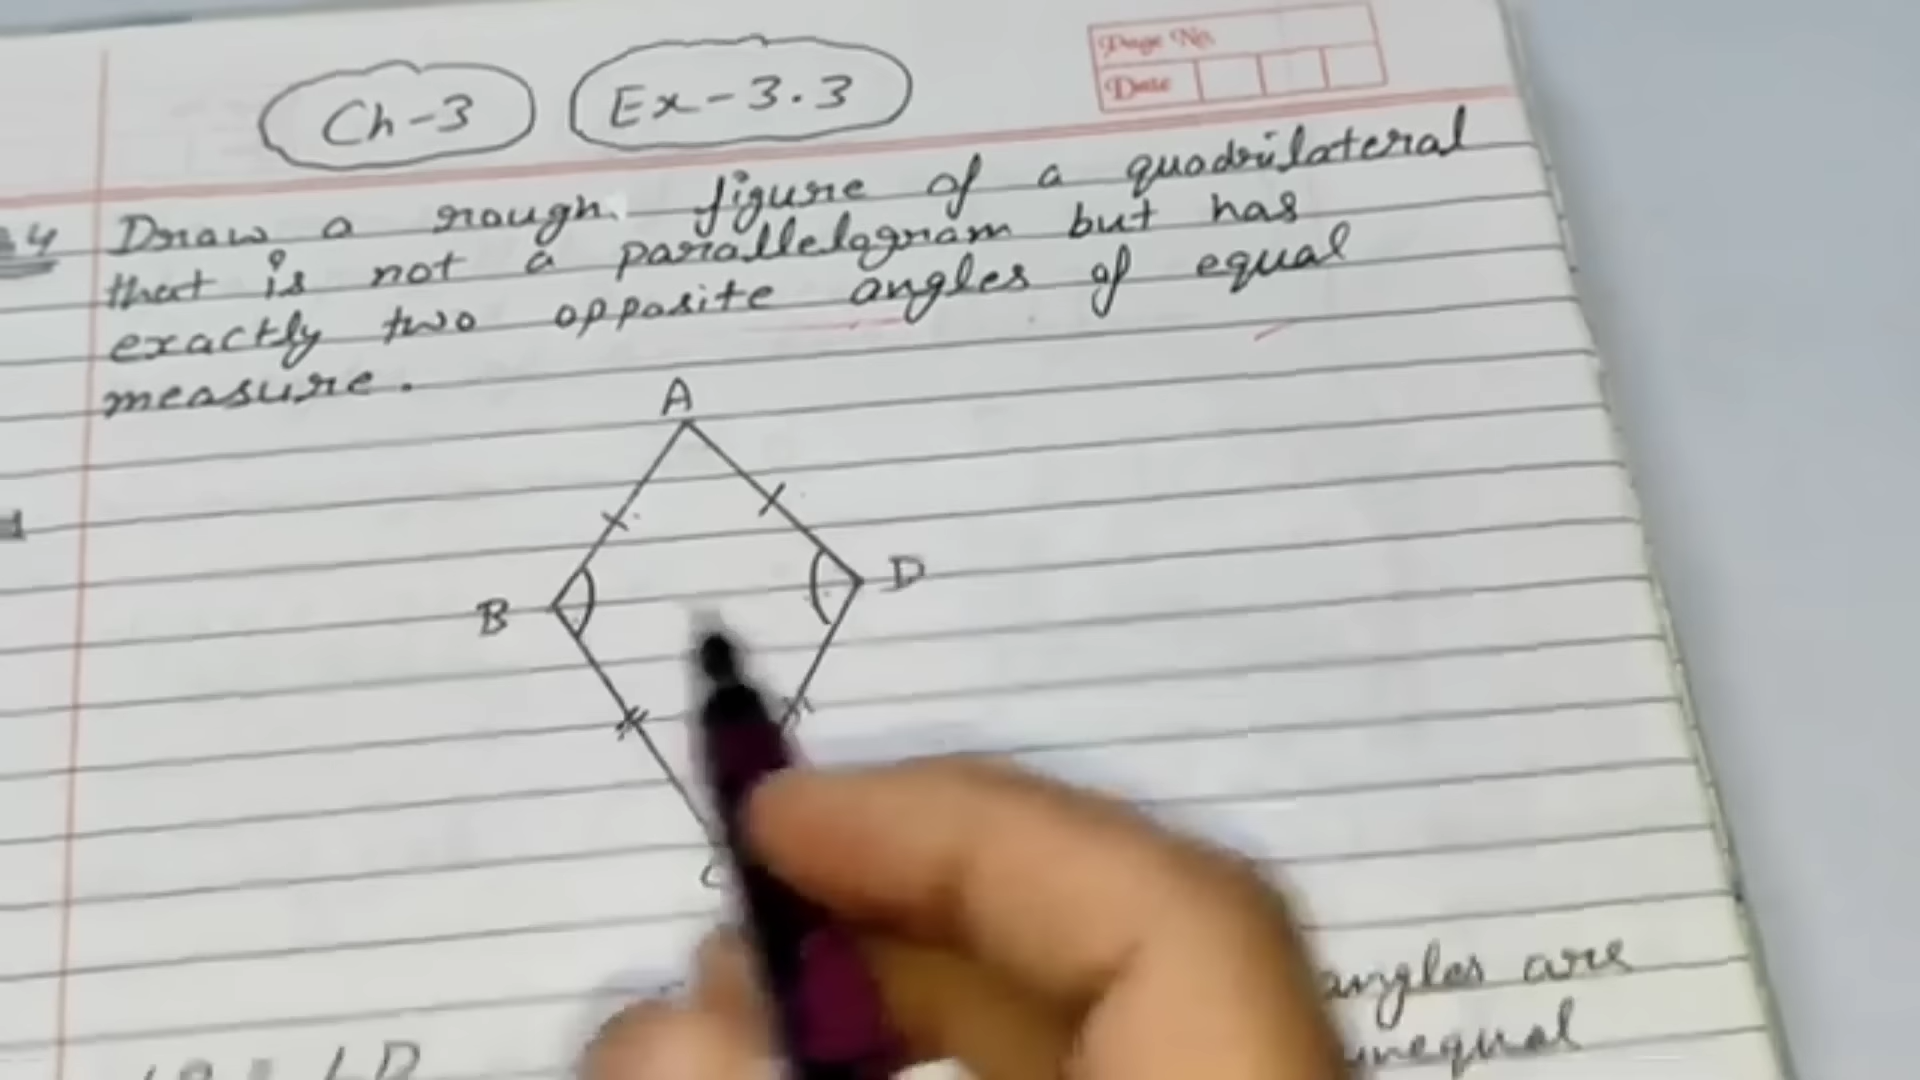 Page No.
Date
Ch-3 Ex-3.3
4 Draw a rough figure of a quadrilateral
that is not a parallelogram but has
exactly two opposite angles of equal
measure.
A
B
D
C
angles are
unequal
∠B = ∠D